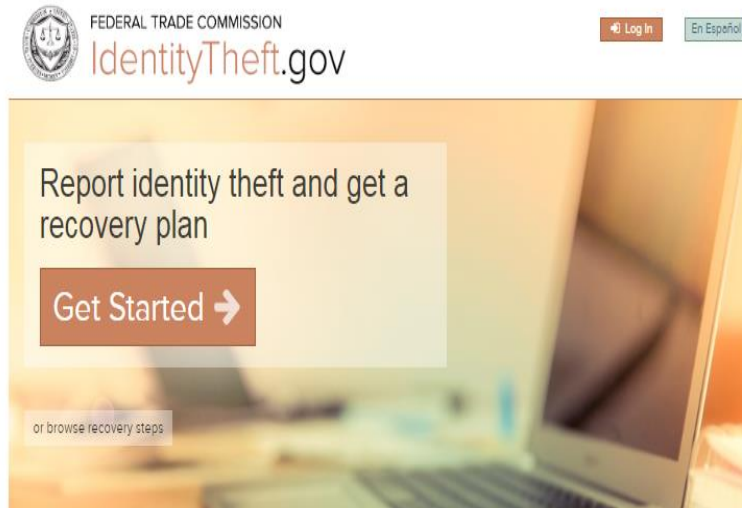 FEDERAL TRADE COMMISSION
IdentityTheft.gov
Log In
En Español
Report identity theft and get a
recovery plan
Get Started
or browse recovery steps